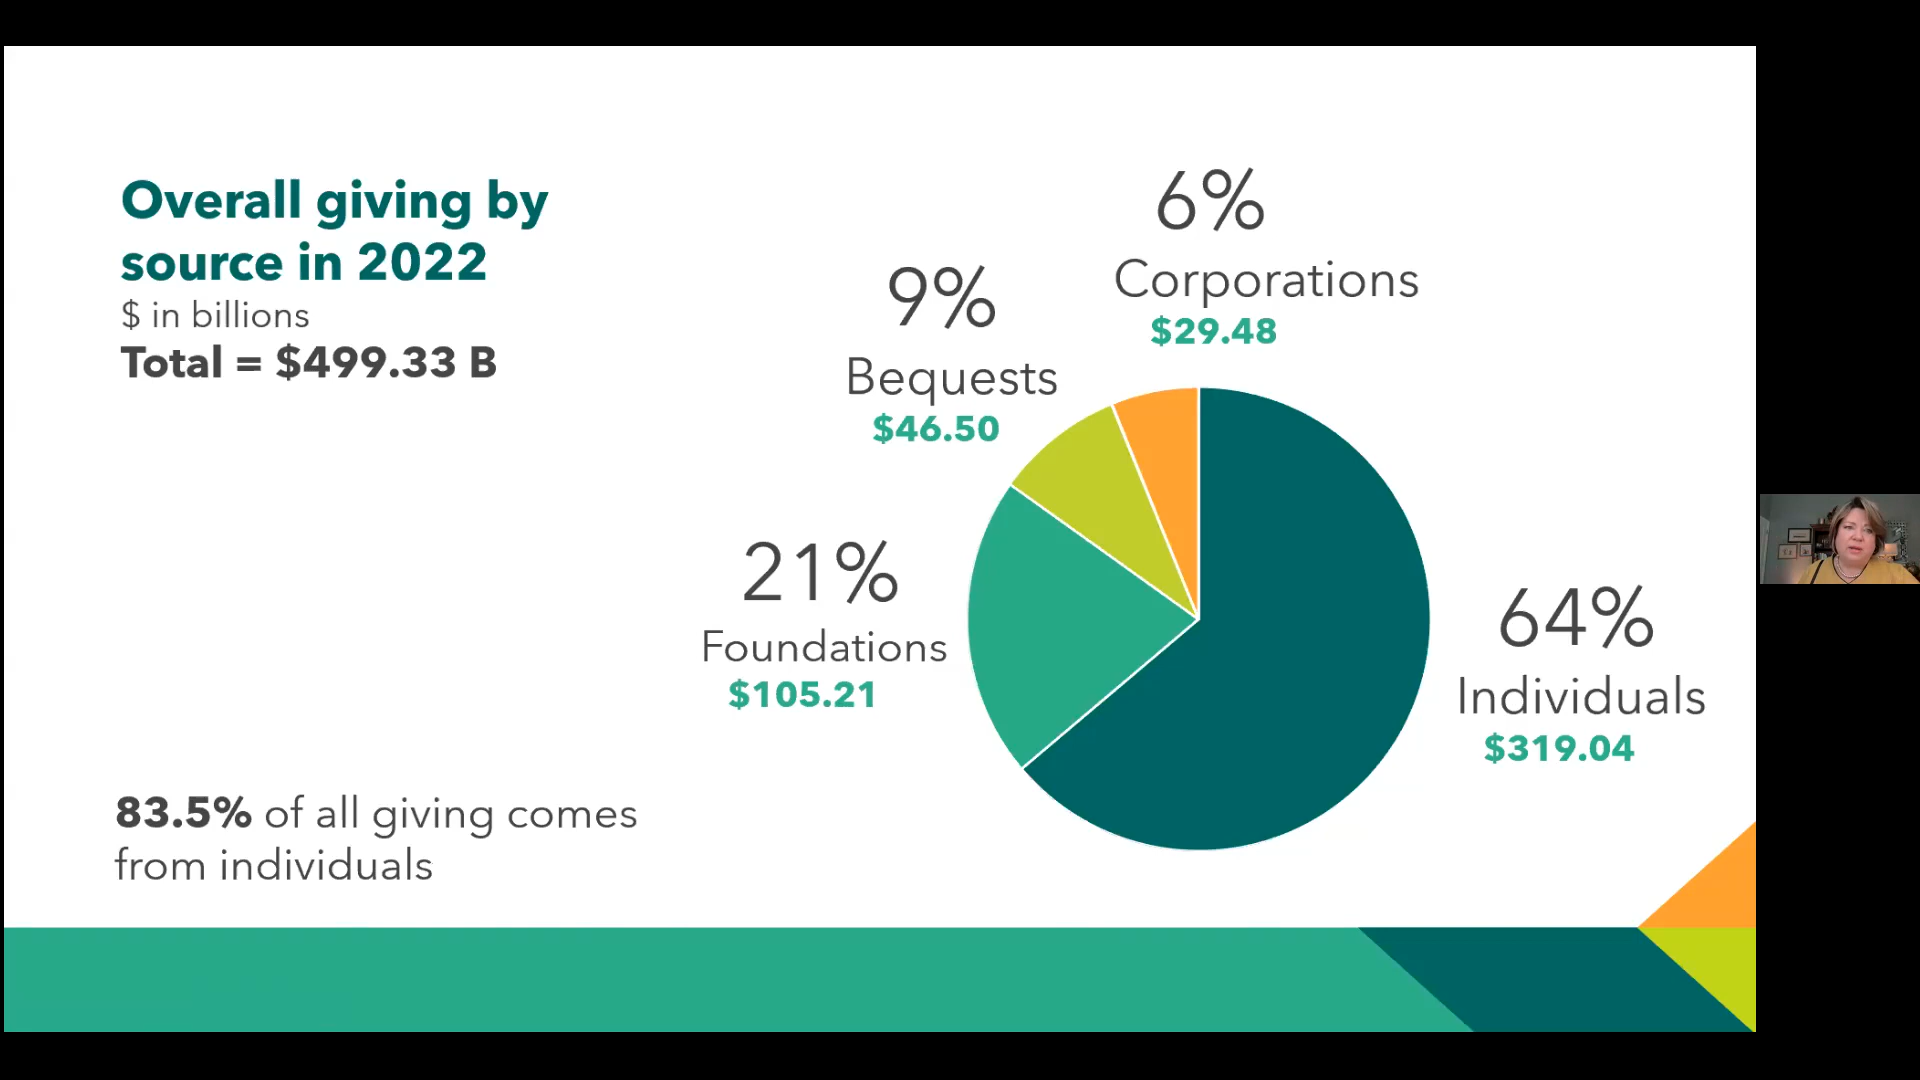 Overall giving by
source in 2022
$ in billions
Total = $499.33 B
6%
Corporations
$29.48
9%
Bequests
$46.50
21%
Foundations
$105.21
64%
Individuals
$319.04
83.5% of all giving comes
from individuals